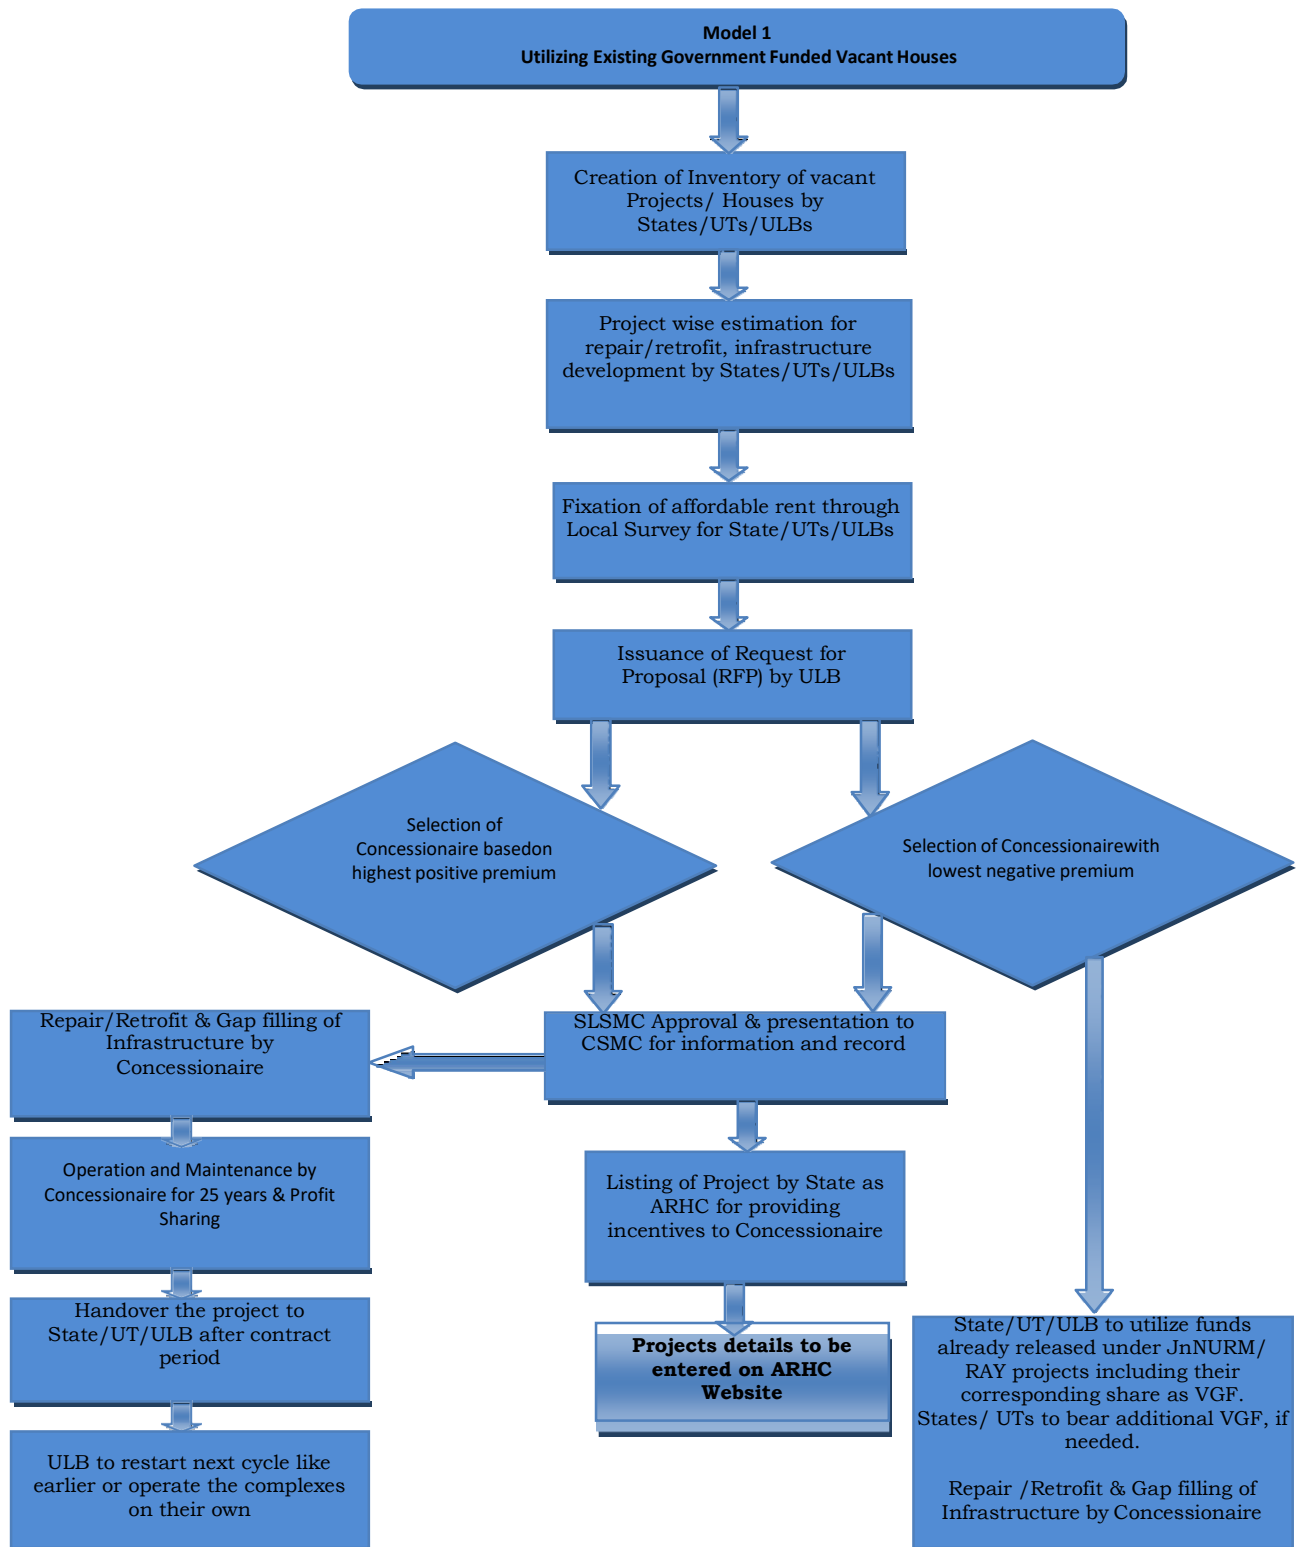 Model 1
Utilizing Existing Government Funded Vacant Houses
Creation of Inventory of vacant
Projects/ Houses by
States/UTs/ULBs
Project wise estimation for
repair/retrofit, infrastructure
development by States/UTs/ULBs
Fixation of affordable rent through
Local Survey for State/UTs/ULBs
Issuance of Request for
Proposal (RFP) by ULB
Selection of
Concessionaire basedon
highest positive premium
Selection of Concessionairewith
lowest negative premium
SLSMC Approval & presentation to
CSMC for information and record
Repair/Retrofit & Gap filling of
Infrastructure by
Concessionaire
Operation and Maintenance by
Concessionaire for 25 years & Profit
Sharing
Handover the project to
State/UT/ULB after contract
period
ULB to restart next cycle like
earlier or operate the complexes
on their own
Listing of Project by State as
ARHC for providing
incentives to Concessionaire
Projects details to be
entered on ARHC
Website
State/UT/ULB to utilize funds
already released under JnNURM/
RAY projects including their
corresponding share as VGF.
States/ UTs to bear additional VGF, if
needed.
Repair /Retrofit & Gap filling of
Infrastructure by Concessionaire